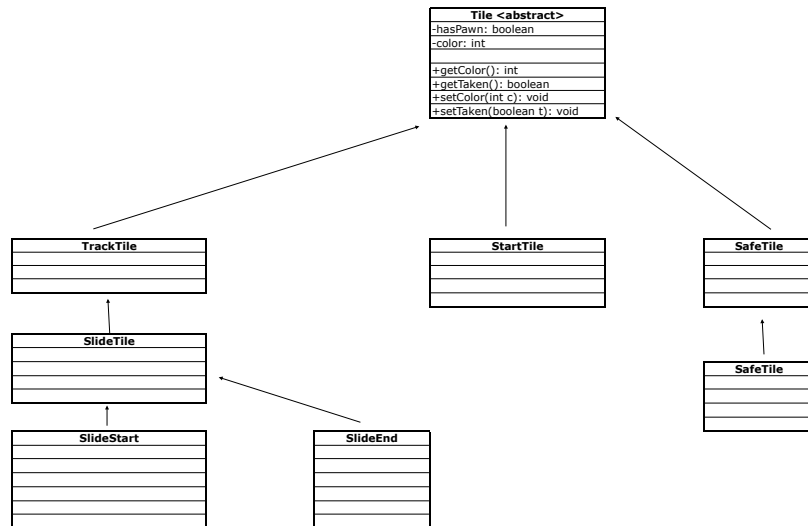 Tile <abstract>
-hasPawn: boolean
-color: int
+getColor(): int
+getTaken(): boolean
+setColor(int c): void
+setTaken(boolean t): void
TrackTile
StartTile
SafeTile
SlideTile
SafeTile
SlideStart
SlideEnd